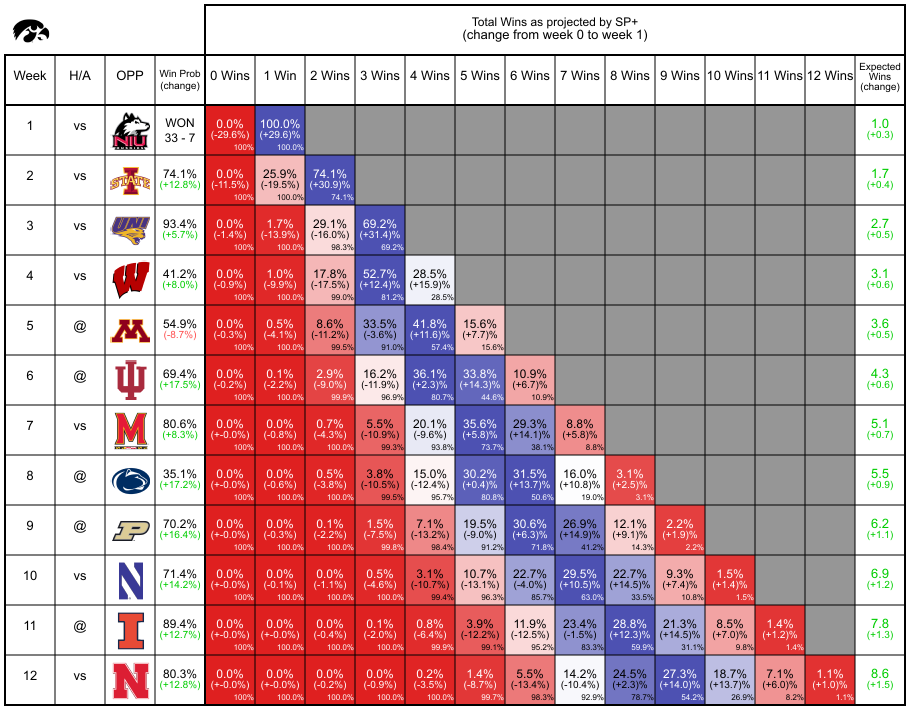 Total Wins as projected by SP+
(change from week 0 to week 1)
Week H/A OPP Win Prob (change) 0 Wins 1 Win 2 Wins 3 Wins 4 Wins 5 Wins 6 Wins 7 Wins 8 Wins 9 Wins 10 Wins 11 Wins 12 Wins Expected Wins (change)
1 vs NIU WON 0.0% 100.0% 1.0
33 - 7 (-29.6%) (+29.6)% (+0.3)
100% 100.0%
2 vs STATE 74.1% 0.0% 25.9% 74.1% 1.7
(+12.8%) (-11.5%) (-19.5%) (+30.9)% (+0.4)
100% 100.0% 74.1%
3 vs UNI 93.4% 0.0% 1.7% 29.1% 69.2% 2.7
(+5.7%) (-1.4%) (-13.9%) (-16.0%) (+31.4)% (+0.5)
100% 100.0% 98.3% 69.2%
4 vs W 41.2% 0.0% 1.0% 17.8% 52.7% 28.5% 3.1
(+8.0%) (-0.9%) (-9.9%) (-17.5%) (+12.4)% (+15.9)% (+0.6)
100% 100.0% 99.0% 81.2% 28.5%
5 @ M 54.9% 0.0% 0.5% 8.6% 33.5% 41.8% 15.6% 3.6
(-8.7%) (-0.3%) (-4.1%) (-11.2%) (-3.6%) (+11.6)% (+7.7)% (+0.5)
100% 100.0% 99.5% 91.0% 57.4% 15.6%
6 @ 69.4% 0.0% 0.1% 2.9% 16.2% 36.1% 33.8% 10.9% 4.3
(+17.5%) (-0.2%) (-2.2%) (-9.0%) (-11.9%) (+2.3)% (+14.3)% (+6.7)% (+0.6)
100% 100.0% 99.9% 96.9% 80.7% 44.6% 10.9%
7 vs M 80.6% 0.0% 0.0% 0.7% 5.5% 20.1% 35.6% 29.3% 8.8% 5.1
(+8.3%) (+-0.0%) (-0.8%) (-4.3%) (-10.9%) (-9.6%) (+5.8)% (+14.1)% (+5.8)% (+0.7)
100% 100.0% 100.0% 99.3% 93.8% 73.7% 38.1% 8.8%
8 @ 35.1% 0.0% 0.0% 0.5% 3.8% 15.0% 30.2% 31.5% 16.0% 3.1% 5.5
(+17.2%) (+-0.0%) (-0.6%) (-3.8%) (-10.5%) (-12.4%) (+0.4)% (+13.7)% (+10.8)% (+2.5)% (+0.9)
100% 100.0% 100.0% 99.5% 95.7% 80.8% 50.6% 19.0% 3.1%
9 @ P 70.2% 0.0% 0.0% 0.1% 1.5% 7.1% 19.5% 30.6% 26.9% 12.1% 2.2% 6.2
(+16.4%) (+-0.0%) (-0.3%) (-2.2%) (-7.5%) (-13.2%) (-9.0%) (+6.3)% (+14.9)% (+9.1)% (+1.9)% (+1.1)
100% 100.0% 100.0% 99.8% 98.4% 91.2% 71.8% 41.2% 14.3% 2.2%
10 vs N 71.4% 0.0% 0.0% 0.0% 0.5% 3.1% 10.7% 22.7% 29.5% 22.7% 9.3% 1.5% 6.9
(+14.2%) (+-0.0%) (-0.1%) (-1.1%) (-4.6%) (-10.7%) (-13.1%) (-4.0%) (+10.5)% (+14.5)% (+7.4)% (+1.4)% (+1.2)
100% 100.0% 100.0% 100.0% 99.4% 96.3% 85.7% 63.0% 33.5% 10.8% 1.5%
11 @ I 89.4% 0.0% 0.0% 0.0% 0.1% 0.8% 3.9% 11.9% 23.4% 28.8% 21.3% 8.5% 1.4% 7.8
(+12.7%) (+-0.0%) (+-0.0%) (-0.4%) (-2.0%) (-6.4%) (-12.2%) (-12.5%) (-1.5%) (+12.3)% (+14.5)% (+7.0)% (+1.2)% (+1.3)
100% 100.0% 100.0% 100.0% 99.9% 99.1% 95.2% 83.3% 59.9% 31.1% 9.8% 1.4%
12 vs N 80.3% 0.0% 0.0% 0.0% 0.0% 0.2% 1.4% 5.5% 14.2% 24.5% 27.3% 18.7% 7.1% 1.1% 8.6
(+12.8%) (+-0.0%) (+-0.0%) (-0.2%) (-0.9%) (-3.5%) (-8.7%) (-13.4%) (-10.4%) (+2.3)% (+14.0)% (+13.7)% (+6.0)% (+1.0)% (+1.5)
100% 100.0% 100.0% 100.0% 100.0% 99.7% 98.3% 92.9% 78.7% 54.2% 26.9% 8.2% 1.1%